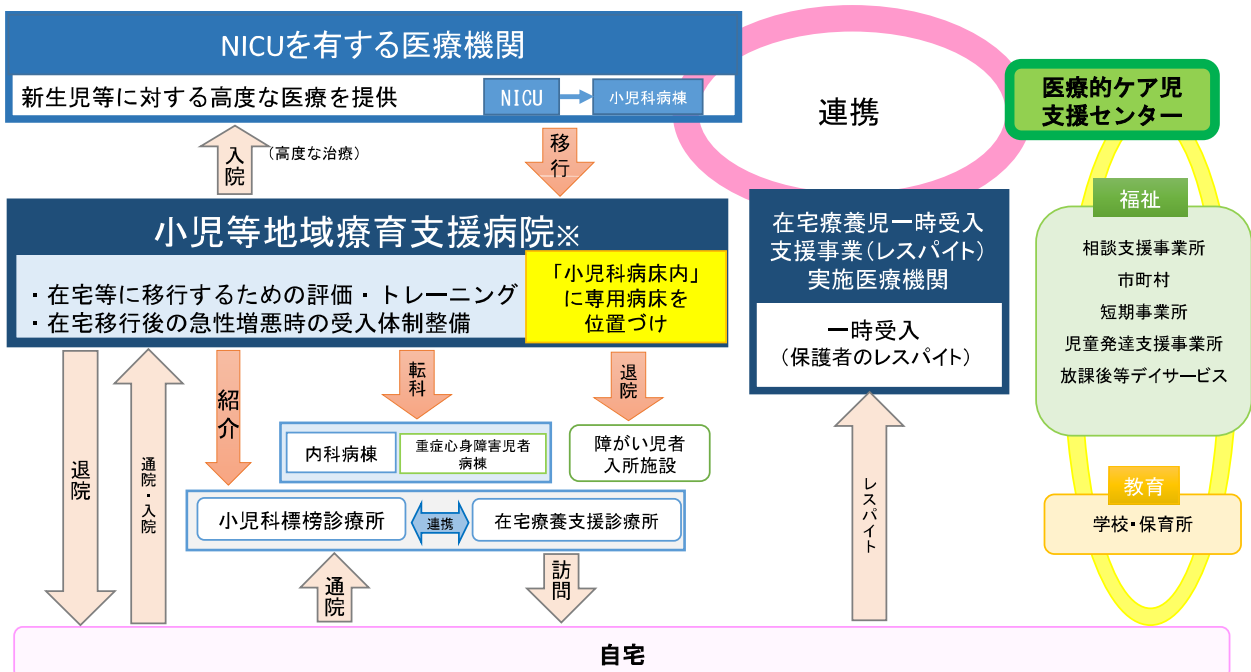 NICUを有する医療機関
新生児等に対する高度な医療を提供
NICU
小児科病棟
連携
医療的ケア児
支援センター
入院
(高度な治療)
移行
小児等地域療育支援病院※
・在宅等に移行するための評価・トレーニング
・在宅移行後の急性増悪時の受入体制整備
「小児科病床内」
に専用病床を
位置づけ
在宅療養児一時受入
支援事業(レスパイト)
実施医療機関
一時受入
(保護者のレスパイト)
福祉
相談支援事業所
市町村
短期事業所
児童発達支援事業所
放課後等デイサービス
退院
通院・入院
紹介
転科
退院
内科病棟
重症心身障害児者
病棟
障がい児者
入所施設
小児科標榜診療所
連携
在宅療養支援診療所
通院
訪問
レスパイト
教育
学校・保育所
自宅